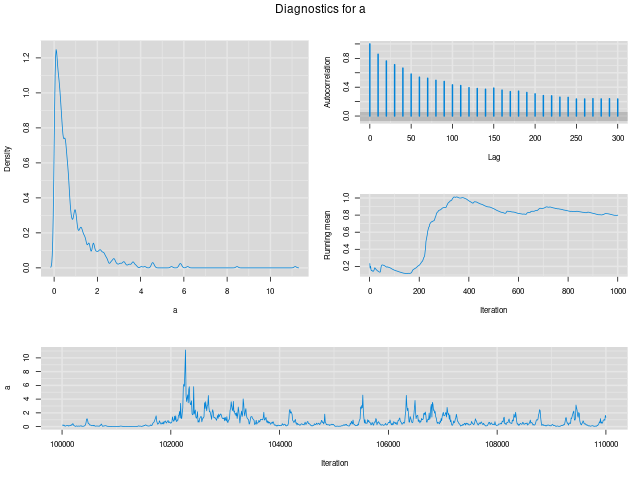 Diagnostics for a
Density
0.0 0.2 0.4 0.6 0.8 1.0 1.2
0 2 4 6 8 10
a
Autocorrelation
0.0 0.4 0.8
0 50 100 150 200 250 300
Lag
Running mean
0.2 0.4 0.6 0.8 1.0
0 200 400 600 800 1000
Iteration
a
0 2 4 6 8 10
100000 102000 104000 106000 108000 110000
Iteration